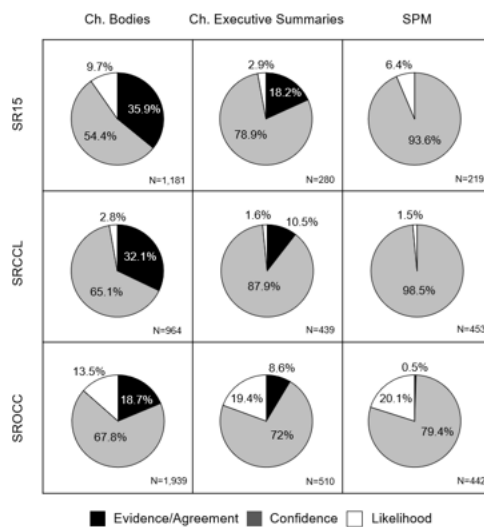 Ch. Bodies Ch. Executive Summaries SPM
SR15
9.7% 35.9% 54.4% N=1,181
2.9% 18.2% 78.9% N=280
6.4% 93.6% N=219
SRCCL
2.8% 32.1% 65.1% N=964
1.6% 10.5% 87.9% N=439
1.5% 98.5% N=453
SROCC
13.5% 18.7% 67.8% N=1,939
8.6% 19.4% 72% N=510
0.5% 20.1% 79.4% N=442
Evidence/Agreement Confidence Likelihood